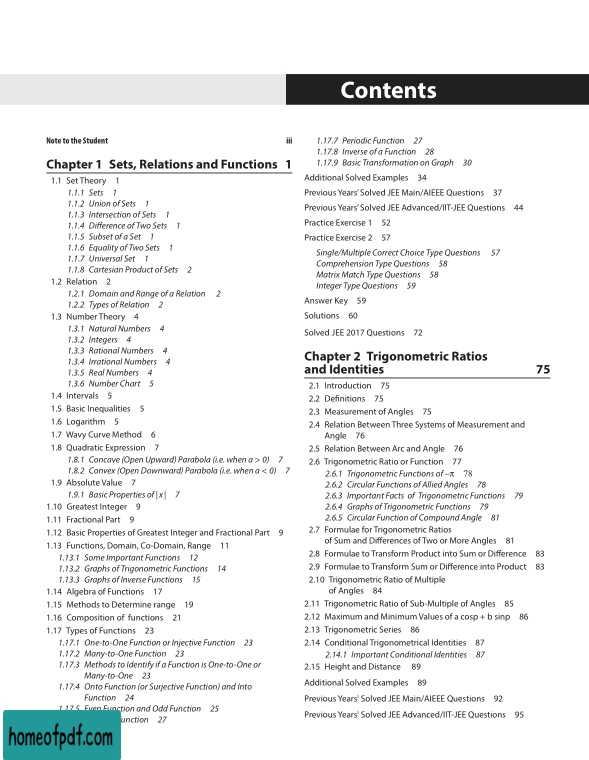 Contents
Note to the Student iii
Chapter 1 Sets, Relations and Functions 1
1.1 Set Theory 1
1.1.1 Sets 1
1.1.2 Union of Sets 1
1.1.3 Intersection of Sets 1
1.1.4 Difference of Two Sets 1
1.1.5 Subset of a Set 1
1.1.6 Equality of Two Sets 1
1.1.7 Universal Set 1
1.1.8 Cartesian Product of Sets 2
1.2 Relation 2
1.2.1 Domain and Range of a Relation 2
1.2.2 Types of Relation 2
1.3 Number Theory 4
1.3.1 Natural Numbers 4
1.3.2 Integers 4
1.3.3 Rational Numbers 4
1.3.4 Irrational Numbers 4
1.3.5 Real Numbers 4
1.3.6 Number Chart 5
1.4 Intervals 5
1.5 Basic Inequalities 5
1.6 Logarithm 5
1.7 Wavy Curve Method 6
1.8 Quadratic Expression 7
1.8.1 Concave (Open Upward) Parabola (i.e. when a > 0) 7
1.8.2 Convex (Open Downward) Parabola (i.e. when a < 0) 7
1.9 Absolute Value 7
1.9.1 Basic Properties of |x| 7
1.10 Greatest Integer 9
1.11 Fractional Part 9
1.12 Basic Properties of Greatest Integer and Fractional Part 9
1.13 Functions, Domain, Co-Domain, Range 11
1.13.1 Some Important Functions 12
1.13.2 Graphs of Trigonometric Functions 14
1.13.3 Graphs of Inverse Functions 15
1.14 Algebra of Functions 17
1.15 Methods to Determine range 19
1.16 Composition of functions 21
1.17 Types of Functions 23
1.17.1 One-to-One Function or Injective Function 23
1.17.2 Many-to-One Function 23
1.17.3 Methods to Identify if a Function is One-to-One or
Many-to-One 23
1.17.4 Onto Function (or Surjective Function) and Into
Function 24
1.17.5 Even Function and Odd Function 25
unction 27
1.17.7 Periodic Function 27
1.17.8 Inverse of a Function 28
1.17.9 Basic Transformation on Graph 30
Additional Solved Examples 34
Previous Years' Solved JEE Main/AIEEE Questions 37
Previous Years' Solved JEE Advanced/IIT-JEE Questions 44
Practice Exercise 1 52
Practice Exercise 2 57
Single/Multiple Correct Choice Type Questions 57
Comprehension Type Questions 58
Matrix Match Type Questions 58
Integer Type Questions 59
Answer Key 59
Solutions 60
Solved JEE 2017 Questions 72
Chapter 2 Trigonometric Ratios
and Identities 75
2.1 Introduction 75
2.2 Definitions 75
2.3 Measurement of Angles 75
2.4 Relation Between Three Systems of Measurement and
Angle 76
2.5 Relation Between Arc and Angle 76
2.6 Trigonometric Ratio or Function 77
2.6.1 Trigonometric Functions of −π 78
2.6.2 Circular Functions of Allied Angles 78
2.6.3 Important Facts of Trigonometric Functions 79
2.6.4 Graphs of Trigonometric Functions 79
2.6.5 Circular Function of Compound Angle 81
2.7 Formulae for Trigonometric Ratios
of Sum and Differences of Two or More Angles 81
2.8 Formulae to Transform Product into Sum or Difference 83
2.9 Formulae to Transform Sum or Difference into Product 83
2.10 Trigonometric Ratio of Multiple
of Angles 84
2.11 Trigonometric Ratio of Sub-Multiple of Angles 85
2.12 Maximum and Minimum Values of a cosp + b sinp 86
2.13 Trigonometric Series 86
2.14 Conditional Trigonometrical Identities 87
2.14.1 Important Conditional Identities 87
2.15 Height and Distance 89
Additional Solved Examples 89
Previous Years' Solved JEE Main/AIEEE Questions 92
Previous Years' Solved JEE Advanced/IIT-JEE Questions 95
homeofpdf.com